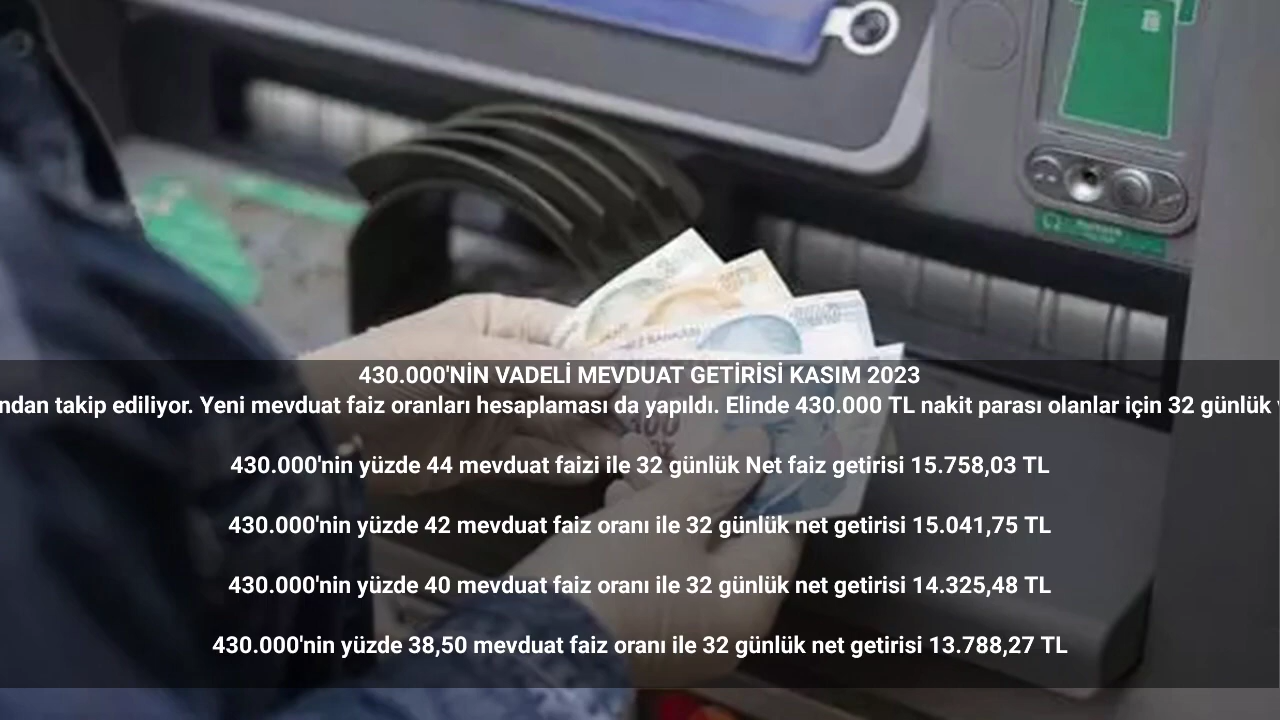 430.000'NİN VADELİ MEVDUAT GETİRİSİ KASIM 2023
ndan takip ediliyor. Yeni mevduat faiz oranları hesaplaması da yapıldı. Elinde 430.000 TL nakit parası olanlar için 32 günlük
430.000'nin yüzde 44 mevduat faizi ile 32 günlük Net faiz getirisi 15.758,03 TL
430.000'nin yüzde 42 mevduat faiz oranı ile 32 günlük net getirisi 15.041,75 TL
430.000'nin yüzde 40 mevduat faiz oranı ile 32 günlük net getirisi 14.325,48 TL
430.000'nin yüzde 38,50 mevduat faiz oranı ile 32 günlük net getirisi 13.788,27 TL